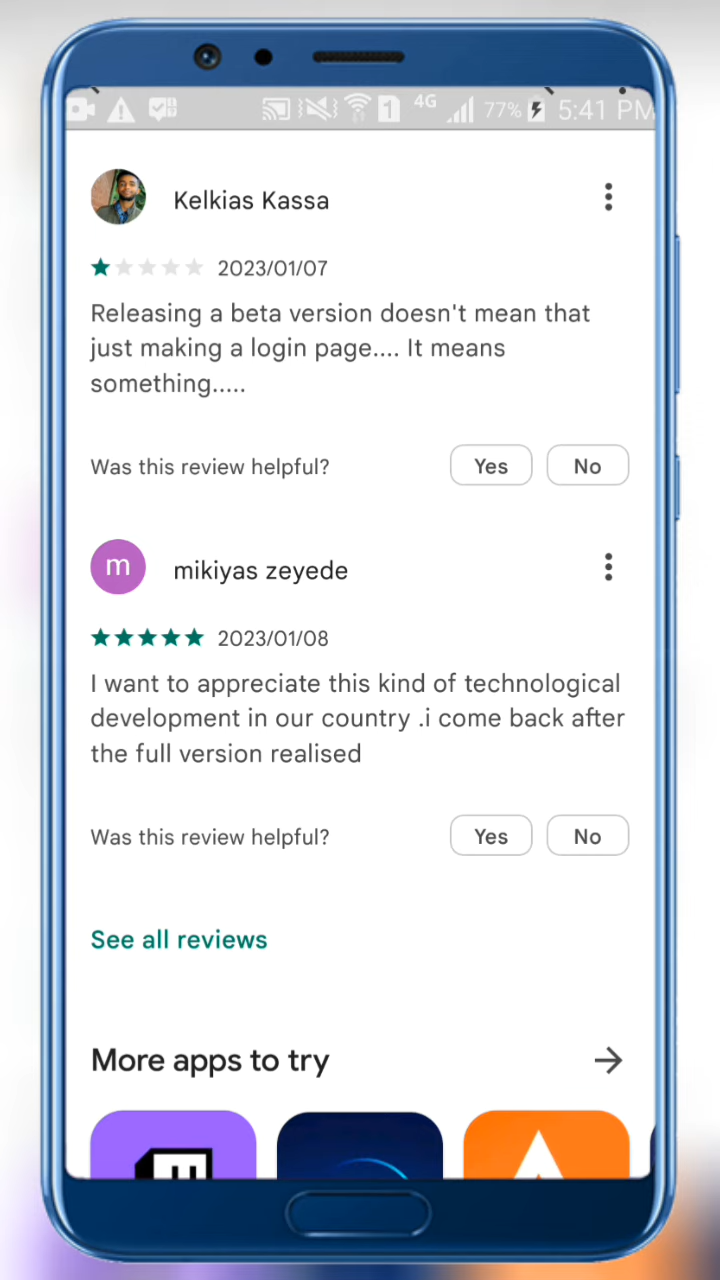 4G 77% 5:41 PM
Kelkias Kassa
2023/01/07
Releasing a beta version doesn't mean that
just making a login page.... It means
something.....
Was this review helpful? Yes No
m mikiyas zeyede
2023/01/08
I want to appreciate this kind of technological
development in our country .i come back after
the full version realised
Was this review helpful? Yes No
See all reviews
More apps to try